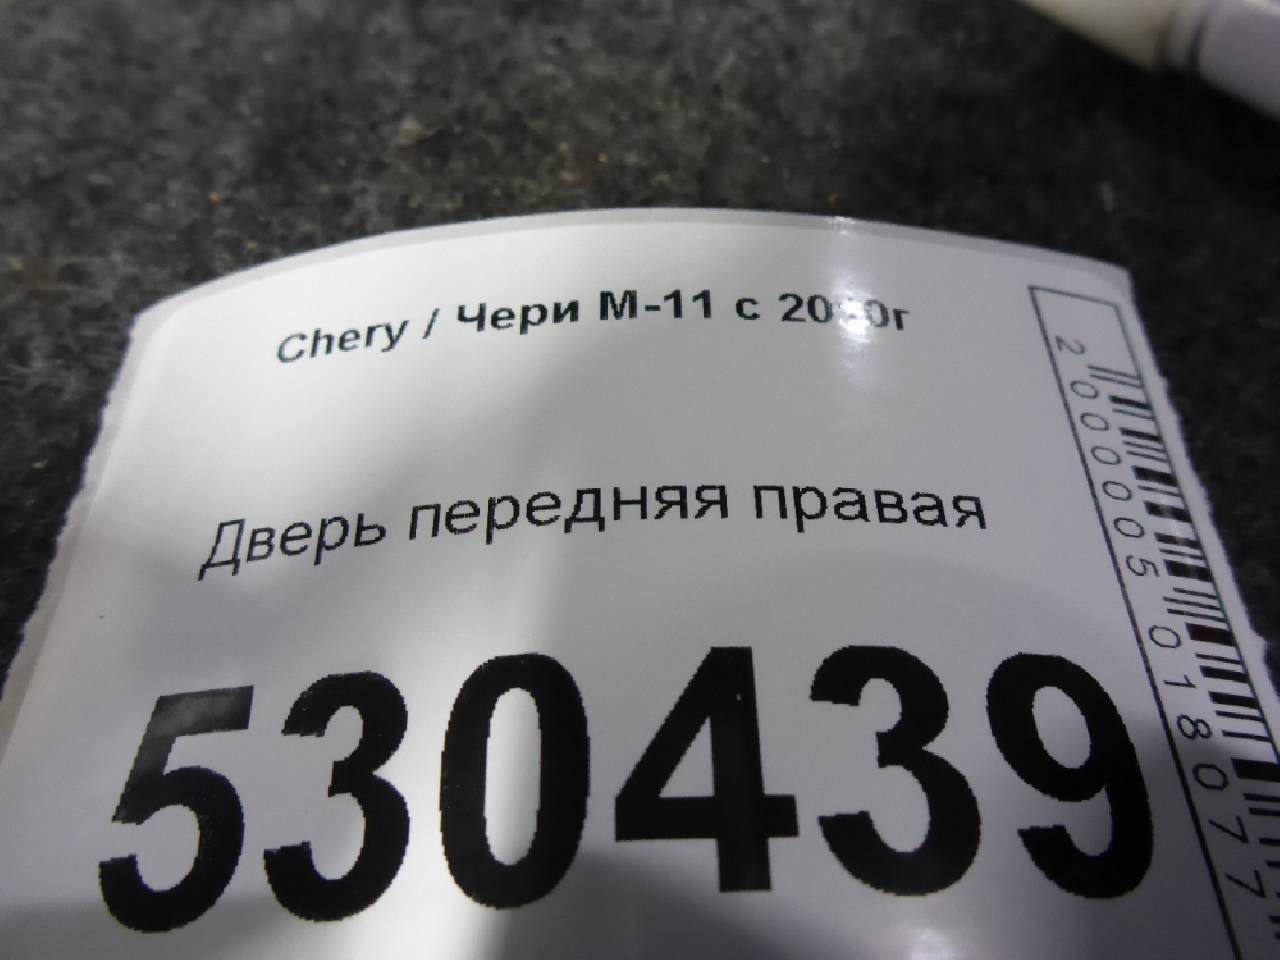 Chery / Чери М-11 с
Дверь передняя правая
530439
2000005018077